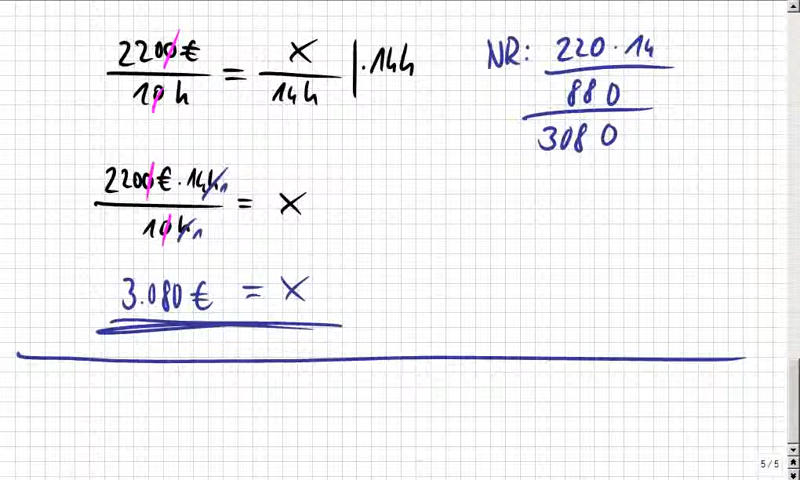 2200€ / 10h = x / 14h | · 14h
2200€ · 14h / 10h = x
3.080€ = x
NR: 220 · 14
880
3080
5/5